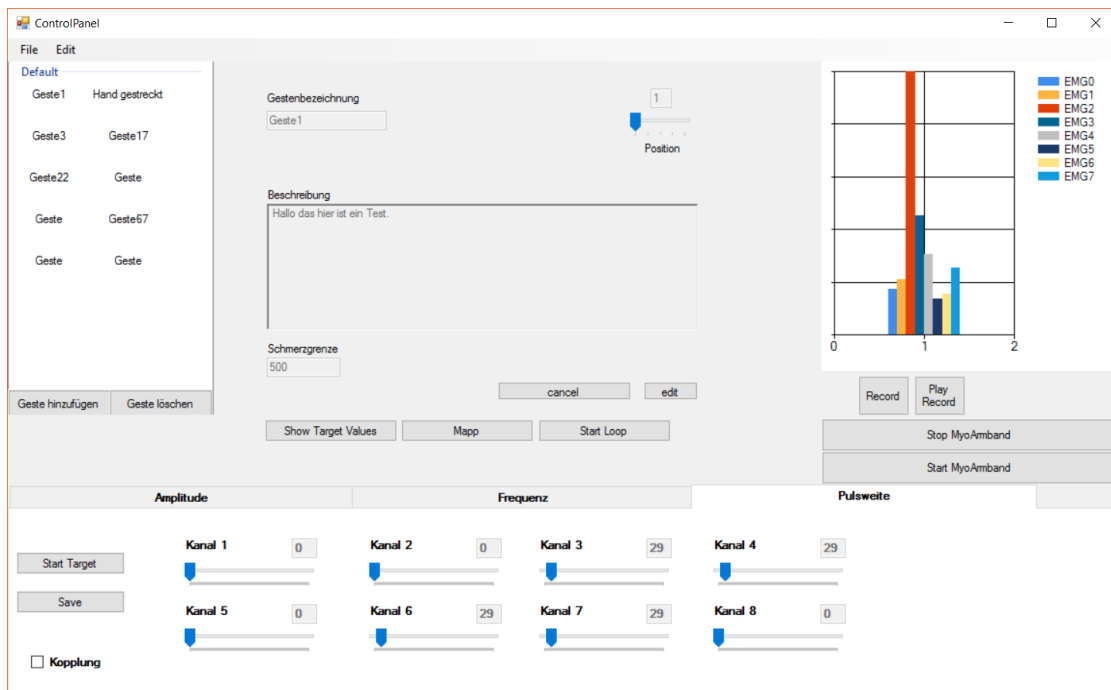 ControlPanel
File Edit
Default
Geste1 Hand gestreckt
Geste3 Geste17
Geste22 Geste
Geste Geste67
Geste Geste
Geste hinzufügen Geste löschen
Gestenbezeichnung
Geste1
1
Position
Beschreibung
Hallo das hier ist ein Test.
Schmerzgrenze
500
cancel edit
Show Target Values Mapp Start Loop
EMG0
EMG1
EMG2
EMG3
EMG4
EMG5
EMG6
EMG7
0 1 2
Record Play
Record
Stop MyoArmband
Start MyoArmband
Amplitude Frequenz Pulsweite
Start Target
Save
Kopplung
Kanal 1 0 Kanal 2 0 Kanal 3 29 Kanal 4 29
Kanal 5 0 Kanal 6 29 Kanal 7 29 Kanal 8 0